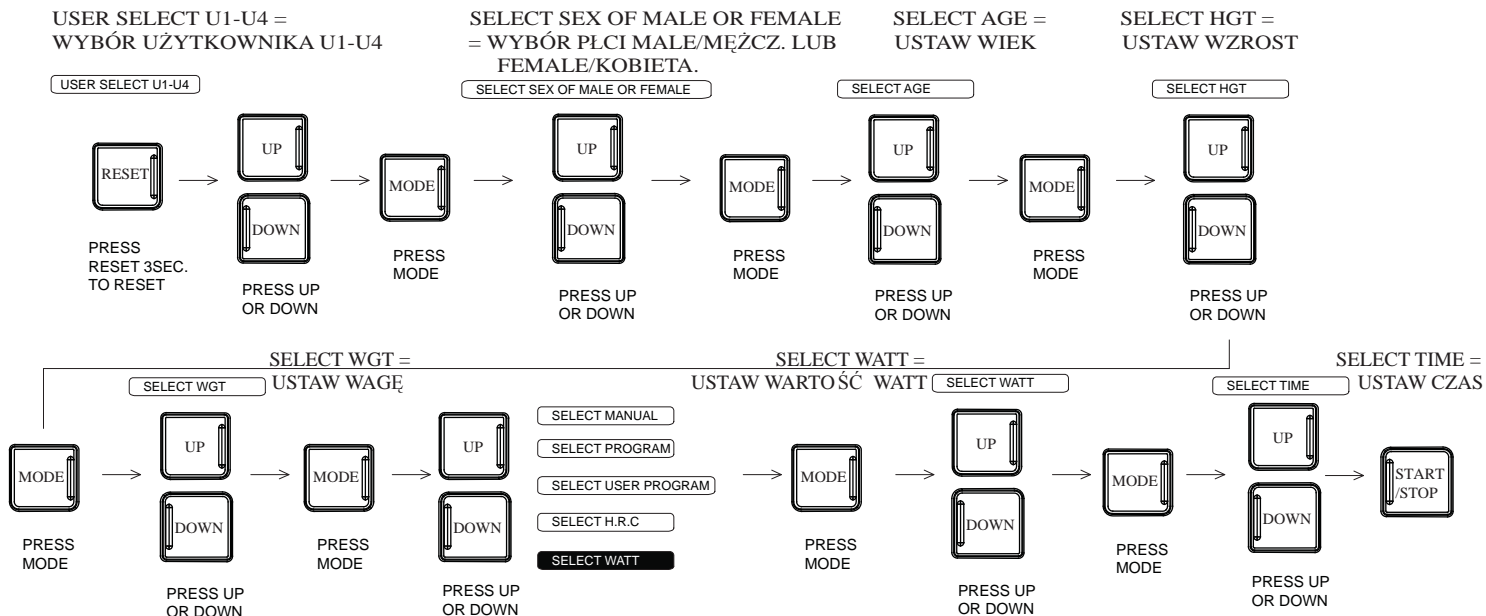 USER SELECT U1-U4 =
WYBÓR UŻYTKOWNIKA U1-U4
SELECT SEX OF MALE OR FEMALE
= WYBÓR PŁCI MALE/MĘŻCZ. LUB
FEMALE/KOBIETA.
SELECT AGE =
USTAW WIEK
SELECT HGT =
USTAW WZROST
USER SELECT U1-U4
SELECT SEX OF MALE OR FEMALE
SELECT AGE
SELECT HGT
RESET
UP
DOWN
MODE
UP
DOWN
MODE
UP
DOWN
MODE
UP
DOWN
PRESS
RESET 3SEC.
TO RESET
PRESS UP
OR DOWN
PRESS
MODE
PRESS UP
OR DOWN
PRESS
MODE
PRESS UP
OR DOWN
PRESS
MODE
PRESS UP
OR DOWN
SELECT WGT =
USTAW WAGĘ
SELECT WATT =
USTAW WARTOŚĆ WATT
SELECT TIME =
USTAW CZAS
SELECT WGT
SELECT WATT
SELECT TIME
MODE
UP
DOWN
MODE
UP
DOWN
SELECT MANUAL
SELECT PROGRAM
SELECT USER PROGRAM
SELECT H.R.C
SELECT WATT
MODE
UP
DOWN
MODE
UP
DOWN
START
/STOP
PRESS
MODE
PRESS UP
OR DOWN
PRESS
MODE
PRESS UP
OR DOWN
PRESS
MODE
PRESS UP
OR DOWN
PRESS
MODE
PRESS UP
OR DOWN